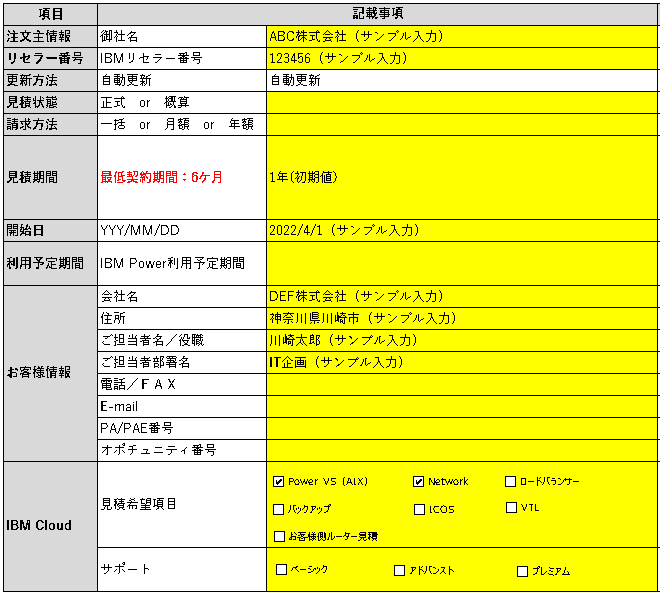 項目 記載事項
注文主情報 御社名 ABC株式会社（サンプル入力）
リセラー番号 IBMリセラー番号 123456（サンプル入力）
更新方法 自動更新 自動更新
見積状態 正式 or 概算
請求方法 一括 or 月額 or 年額
見積期間 最低契約期間：6ケ月 1年(初期値)
開始日 YYY/MM/DD 2022/4/1（サンプル入力）
利用予定期間 IBM Power利用予定期間
会社名 DEF株式会社（サンプル入力）
住所 神奈川県川崎市（サンプル入力）
ご担当者名／役職 川崎太郎（サンプル入力）
お客様情報 ご担当者部署名 IT企画（サンプル入力）
電話／ＦＡＸ
E-mail
PA/PAE番号
オポチュニティ番号
IBM Cloud 見積希望項目 Power VS (AIX) Network ロードバランサー
バックアップ ICOS VTL
お客様側ルーター見積
サポート ベーシック アドバンスト プレミアム